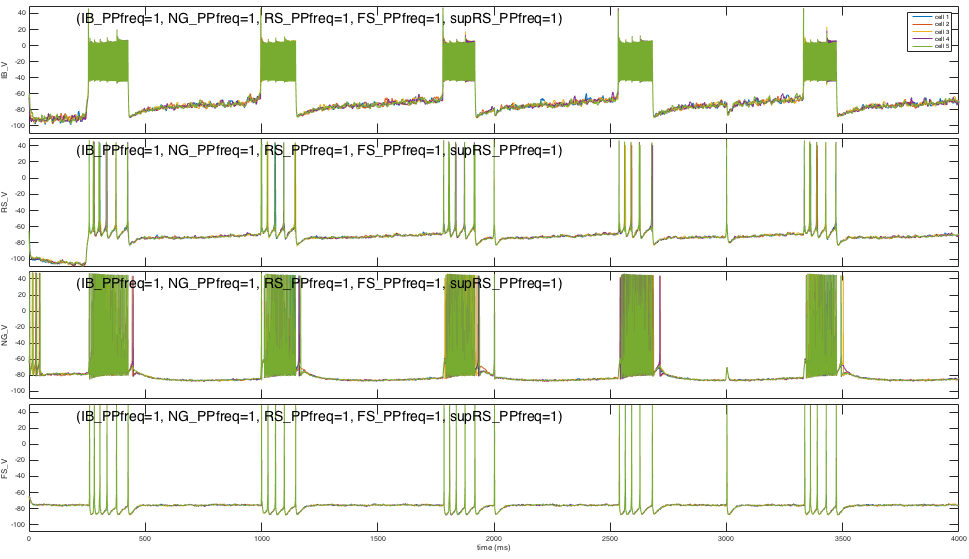 (IB_PPfreq=1, NG_PPfreq=1, RS_PPfreq=1, FS_PPfreq=1, supRS_PPfreq=1)
IB_V
40
20
0
-20
-40
-60
-80
-100
cell 1
cell 2
cell 3
cell 4
cell 5
(IB_PPfreq=1, NG_PPfreq=1, RS_PPfreq=1, FS_PPfreq=1, supRS_PPfreq=1)
RS_V
40
20
0
-20
-40
-60
-80
-100
(IB_PPfreq=1, NG_PPfreq=1, RS_PPfreq=1, FS_PPfreq=1, supRS_PPfreq=1)
NG_V
40
20
0
-20
-40
-60
-80
-100
(IB_PPfreq=1, NG_PPfreq=1, RS_PPfreq=1, FS_PPfreq=1, supRS_PPfreq=1)
FS_V
40
20
0
-20
-40
-60
-80
-100
0 500 1000 1500 2000 2500 3000 3500 4000
time (ms)